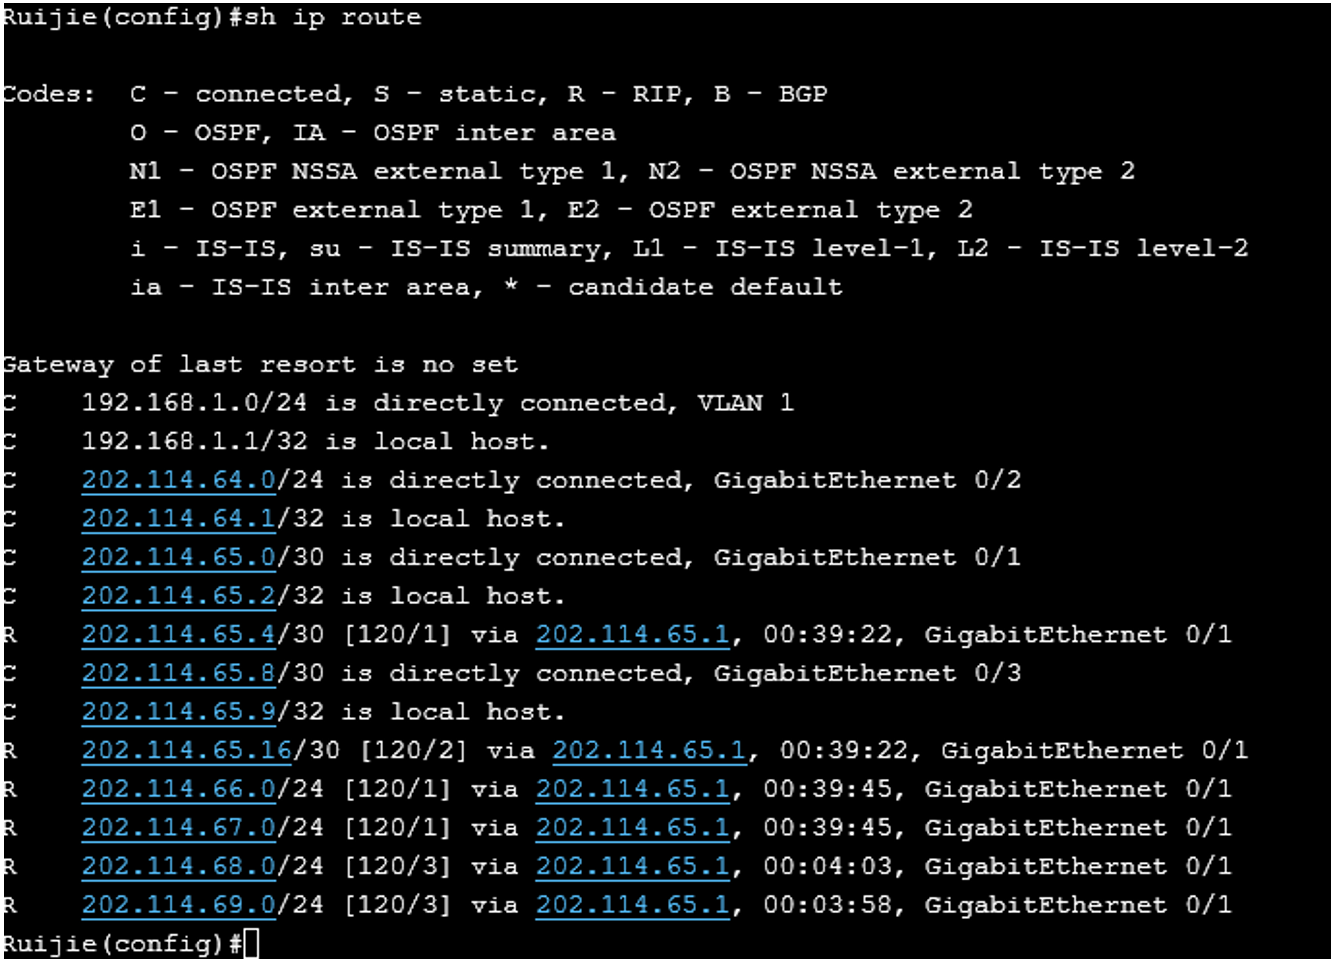 Ruijie(config)#sh ip route
Codes:  C - connected, S - static, R - RIP, B - BGP
        O - OSPF, IA - OSPF inter area
        N1 - OSPF NSSA external type 1, N2 - OSPF NSSA external type 2
        E1 - OSPF external type 1, E2 - OSPF external type 2
        i - IS-IS, su - IS-IS summary, L1 - IS-IS level-1, L2 - IS-IS level-2
        ia - IS-IS inter area, * - candidate default
Gateway of last resort is no set
C    192.168.1.0/24 is directly connected, VLAN 1
C    192.168.1.1/32 is local host.
C    202.114.64.0/24 is directly connected, GigabitEthernet 0/2
C    202.114.64.1/32 is local host.
C    202.114.65.0/30 is directly connected, GigabitEthernet 0/1
C    202.114.65.2/32 is local host.
R    202.114.65.4/30 [120/1] via 202.114.65.1, 00:39:22, GigabitEthernet 0/1
C    202.114.65.8/30 is directly connected, GigabitEthernet 0/3
C    202.114.65.9/32 is local host.
R    202.114.65.16/30 [120/2] via 202.114.65.1, 00:39:22, GigabitEthernet 0/1
R    202.114.66.0/24 [120/1] via 202.114.65.1, 00:39:45, GigabitEthernet 0/1
R    202.114.67.0/24 [120/1] via 202.114.65.1, 00:39:45, GigabitEthernet 0/1
R    202.114.68.0/24 [120/3] via 202.114.65.1, 00:04:03, GigabitEthernet 0/1
R    202.114.69.0/24 [120/3] via 202.114.65.1, 00:03:58, GigabitEthernet 0/1
Ruijie(config)#